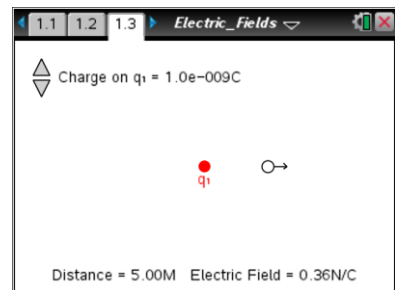 1.1 1.2 1.3 Electric_Fields
Charge on q₁ = 1.0e−009C
q₁
Distance = 5.00M Electric Field = 0.36N/C